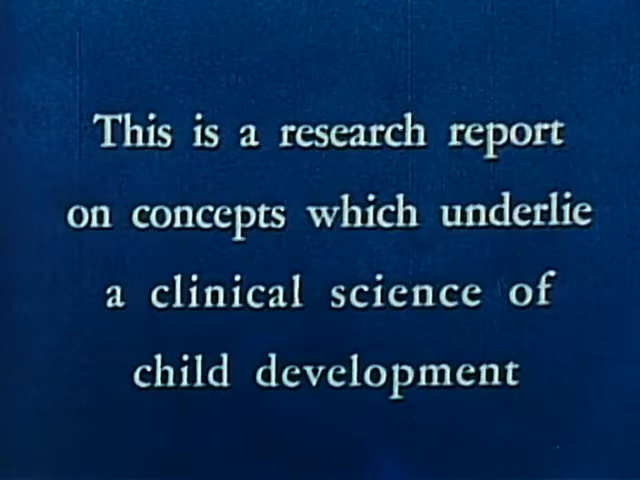 This is a research report
on concepts which underlie
a clinical science of
child development